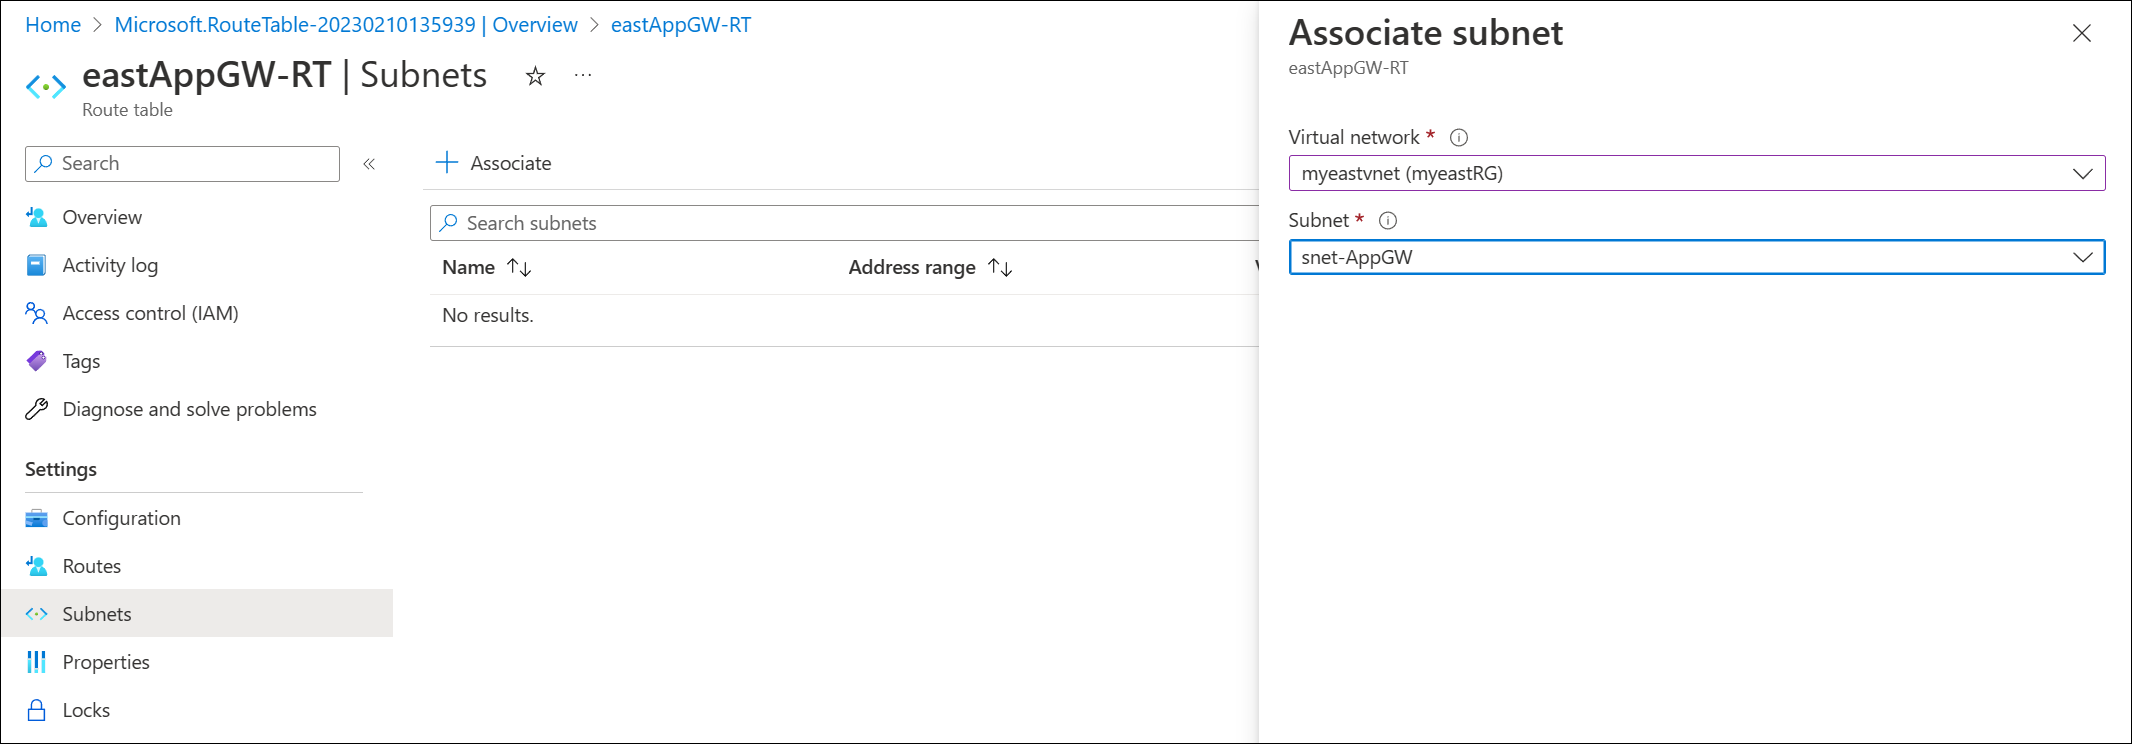 Home > Microsoft.RouteTable-20230210135939 | Overview > eastAppGW-RT
eastAppGW-RT | Subnets
Route table
Search
Overview
Activity log
Access control (IAM)
Tags
Diagnose and solve problems
Settings
Configuration
Routes
Subnets
Properties
Locks
Associate
Search subnets
Name Address range
No results.
Associate subnet
eastAppGW-RT
Virtual network *
myeastvnet (myeastRG)
Subnet *
snet-AppGW